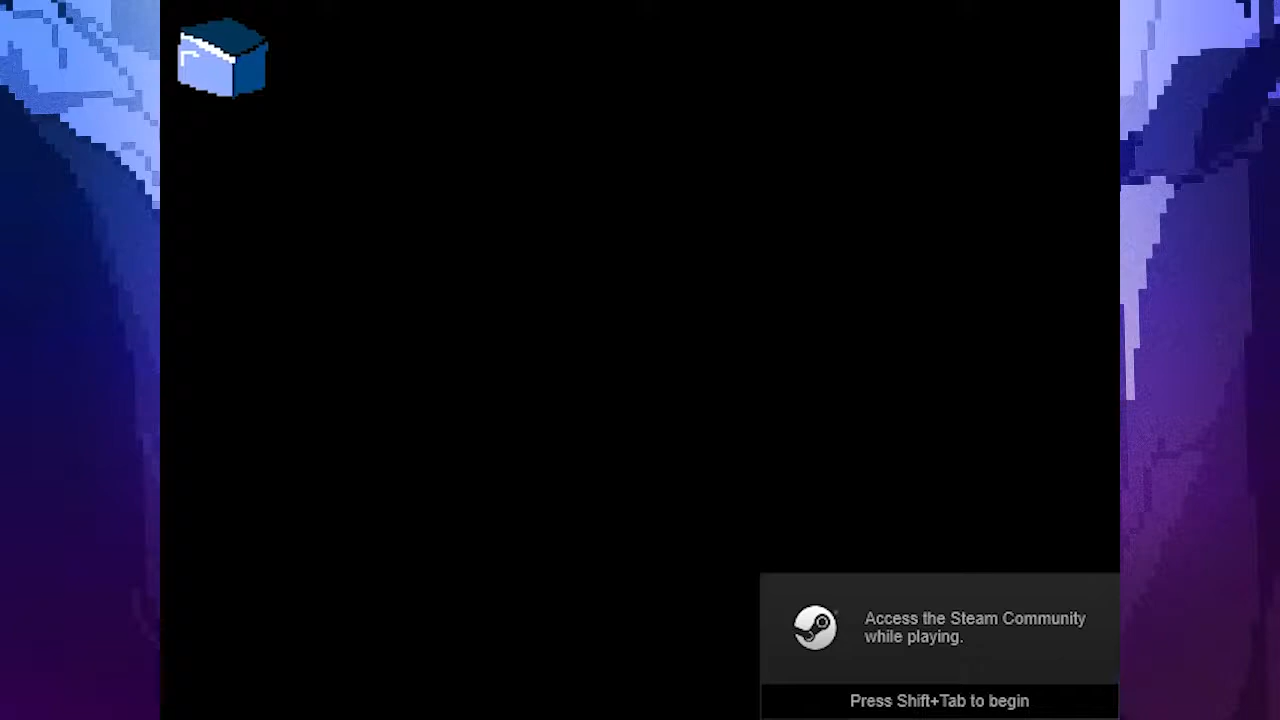 Access the Steam Community
while playing.
Press Shift+Tab to begin